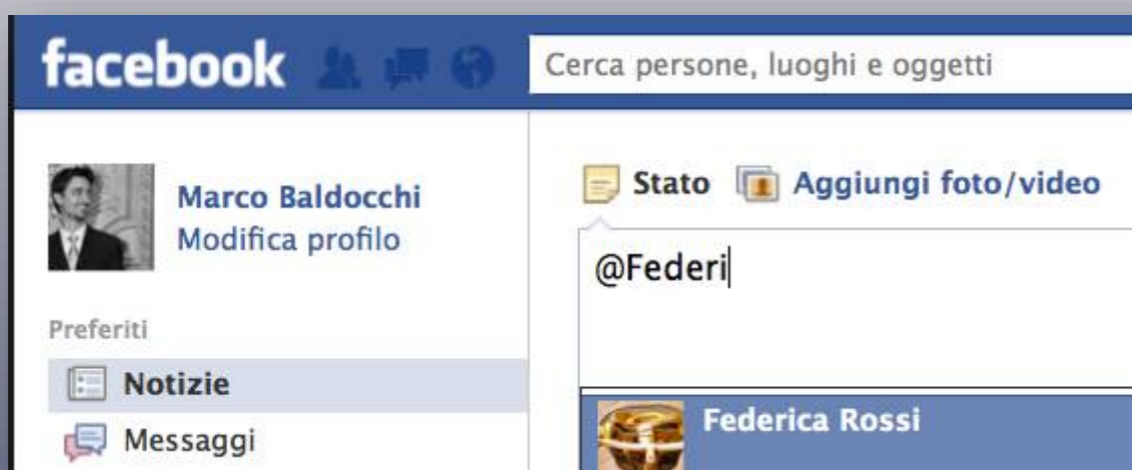 facebook
Cerca persone, luoghi e oggetti
Marco Baldocchi
Modifica profilo
Preferiti
Notizie
Messaggi
Stato
Aggiungi foto/video
@Federi
Federica Rossi